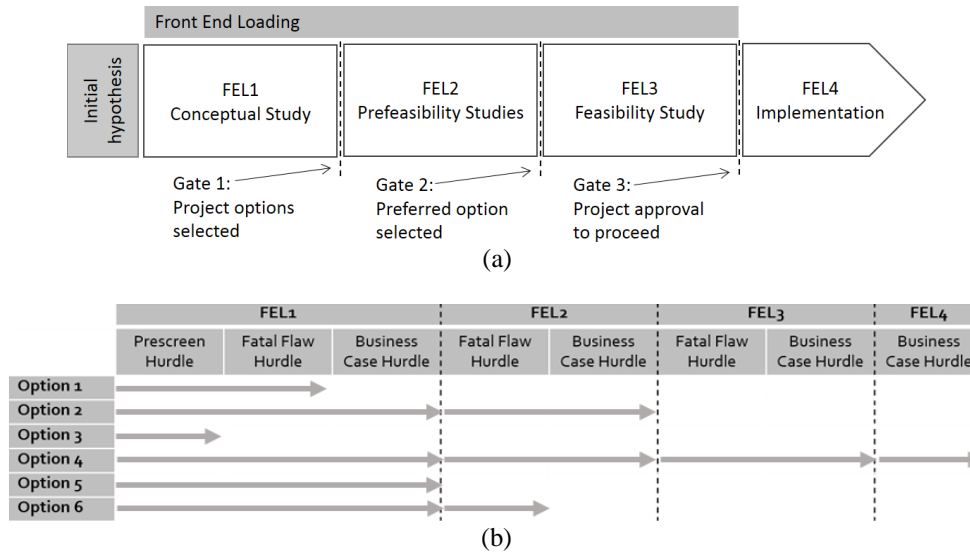 Front End Loading
Initial
hypothesis
FEL1
Conceptual Study
FEL2
Prefeasibility Studies
FEL3
Feasibility Study
FEL4
Implementation
Gate 1:
Project options
selected
Gate 2:
Preferred option
selected
Gate 3:
Project approval
to proceed
(a)
FEL1
FEL2
FEL3
FEL4
Prescreen
Hurdle
Fatal Flaw
Hurdle
Business
Case Hurdle
Fatal Flaw
Hurdle
Business
Case Hurdle
Fatal Flaw
Hurdle
Business
Case Hurdle
Business
Case Hurdle
Option 1
Option 2
Option 3
Option 4
Option 5
Option 6
(b)